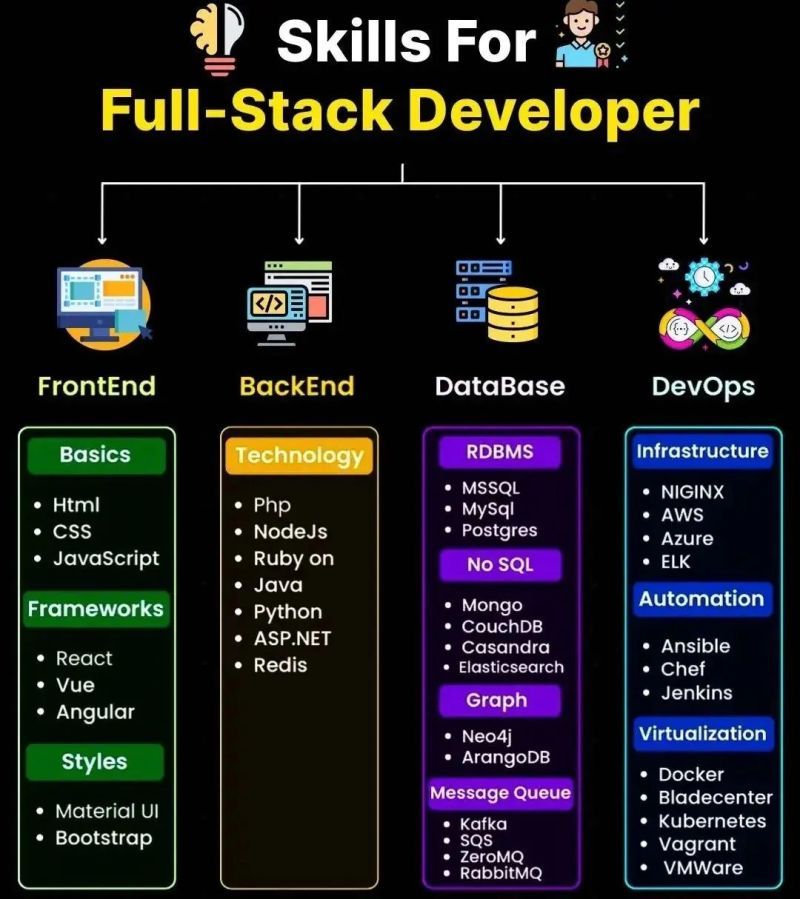 Skills For
Full-Stack Developer
FrontEnd
Basics
Html
CSS
JavaScript
Frameworks
React
Vue
Angular
Styles
Material UI
Bootstrap
BackEnd
Technology
Php
NodeJs
Ruby on
Java
Python
ASP.NET
Redis
DataBase
RDBMS
MSSQL
MySql
Postgres
No SQL
Mongo
CouchDB
Casandra
Elasticsearch
Graph
Neo4j
ArangoDB
Message Queue
Kafka
SQS
ZeroMQ
RabbitMQ
DevOps
Infrastructure
NIGINX
AWS
Azure
ELK
Automation
Ansible
Chef
Jenkins
Virtualization
Docker
Bladecenter
Kubernetes
Vagrant
VMWare